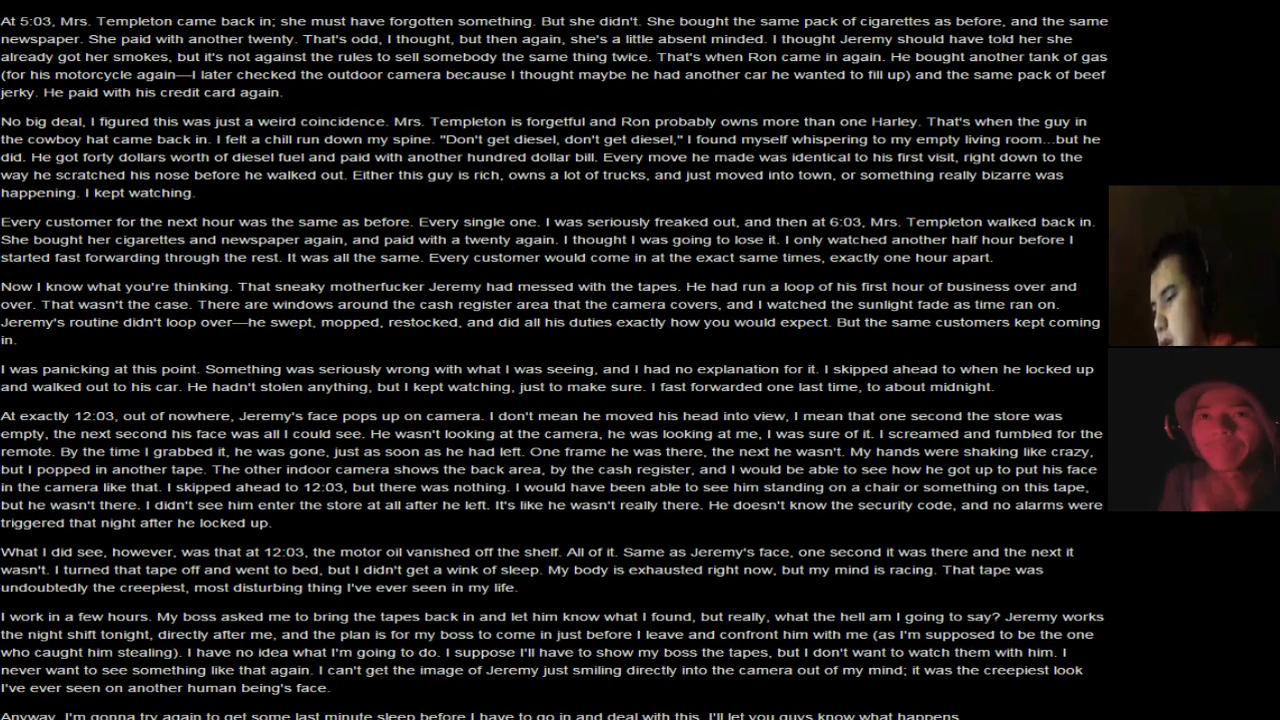 At 5:03, Mrs. Templeton came back in; she must have forgotten something. But she didn't. She bought the same pack of cigarettes as before, and the same
newspaper. She paid with another twenty. That's odd, I thought, but then again, she's a little absent minded. I thought Jeremy should have told her she
already got her smokes, but it's not against the rules to sell somebody the same thing twice. That's when Ron came in again. He bought another tank of gas
(for his motorcycle again—I later checked the outdoor camera because I thought maybe he had another car he wanted to fill up) and the same pack of beef
jerky. He paid with his credit card again.
No big deal, I figured this was just a weird coincidence. Mrs. Templeton is forgetful and Ron probably owns more than one Harley. That's when the guy in
the cowboy hat came back in. I felt a chill run down my spine. "Don't get diesel, don't get diesel," I found myself whispering to my empty living room...but he
did. He got forty dollars worth of diesel fuel and paid with another hundred dollar bill. Every move he made was identical to his first visit, right down to the
way he scratched his nose before he walked out. Either this guy is rich, owns a lot of trucks, and just moved into town, or something really bizarre was
happening. I kept watching.
Every customer for the next hour was the same as before. Every single one. I was seriously freaked out, and then at 6:03, Mrs. Templeton walked back in.
She bought her cigarettes and newspaper again, and paid with a twenty again. I thought I was going to lose it. I only watched another half hour before I
started fast forwarding through the rest. It was all the same. Every customer would come in at the exact same times, exactly one hour apart.
Now I know what you're thinking. That sneaky motherfucker Jeremy had messed with the tapes. He had run a loop of his first hour of business over and
over. That wasn't the case. There are windows around the cash register area that the camera covers, and I watched the sunlight fade as time ran on.
Jeremy's routine didn't loop over—he swept, mopped, restocked, and did all his duties exactly how you would expect. But the same customers kept coming
in.
I was panicking at this point. Something was seriously wrong with what I was seeing, and I had no explanation for it. I skipped ahead to when he locked up
and walked out to his car. He hadn't stolen anything, but I kept watching, just to make sure. I fast forwarded one last time, to about midnight.
At exactly 12:03, out of nowhere, Jeremy's face pops up on camera. I don't mean he moved his head into view, I mean that one second the store was
empty, the next second his face was all I could see. He wasn't looking at the camera, he was looking at me, I was sure of it. I screamed and fumbled for the
remote. By the time I grabbed it, he was gone, just as soon as he had left. One frame he was there, the next he wasn't. My hands were shaking like crazy,
but I popped in another tape. The other indoor camera shows the back area, by the cash register, and I would be able to see how he got up to put his face
in the camera like that. I skipped ahead to 12:03, but there was nothing. I would have been able to see him standing on a chair or something on this tape,
but he wasn't there. I didn't see him enter the store at all after he left. It's like he wasn't really there. He doesn't know the security code, and no alarms were
triggered that night after he locked up.
What I did see, however, was that at 12:03, the motor oil vanished off the shelf. All of it. Same as Jeremy's face, one second it was there and the next it
wasn't. I turned that tape off and went to bed, but I didn't get a wink of sleep. My body is exhausted right now, but my mind is racing. That tape was
undoubtedly the creepiest, most disturbing thing I've ever seen in my life.
I work in a few hours. My boss asked me to bring the tapes back in and let him know what I found, but really, what the hell am I going to say? Jeremy works
the night shift tonight, directly after me, and the plan is for my boss to come in just before I leave and confront him with me (as I'm supposed to be the one
who caught him stealing). I have no idea what I'm going to do. I suppose I'll have to show my boss the tapes, but I don't want to watch them with him. I
never want to see something like that again. I can't get the image of Jeremy just smiling directly into the camera out of my mind; it was the creepiest look
I've ever seen on another human being's face.
Anyway, I'm gonna try again to get some last minute sleep before I have to go in and deal with this. I'll let you guys know what happens.